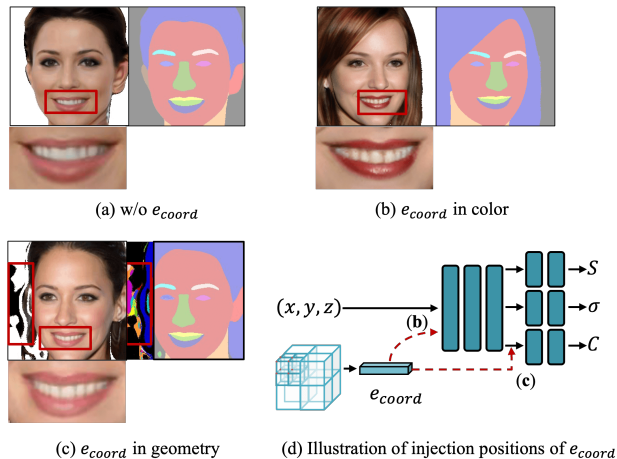 (a) w/o e_coord
(b) e_coord in color
(x, y, z)
(b)
S
σ
C
e_coord
(c)
(c) e_coord in geometry
(d) Illustration of injection positions of e_coord